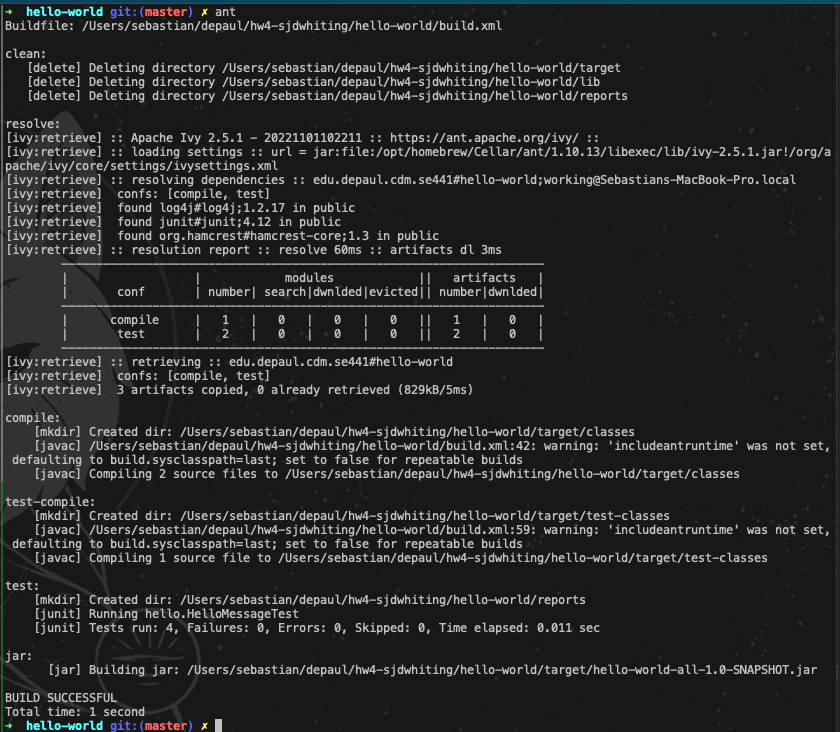 ➜  hello-world git:(master) ✗ ant
Buildfile: /Users/sebastian/depaul/hw4-sjdwhiting/hello-world/build.xml

clean:
   [delete] Deleting directory /Users/sebastian/depaul/hw4-sjdwhiting/hello-world/target
   [delete] Deleting directory /Users/sebastian/depaul/hw4-sjdwhiting/hello-world/lib
   [delete] Deleting directory /Users/sebastian/depaul/hw4-sjdwhiting/hello-world/reports

resolve:
[ivy:retrieve] :: Apache Ivy 2.5.1 - 20221101102211 :: https://ant.apache.org/ivy/ ::
[ivy:retrieve] :: loading settings :: url = jar:file:/opt/homebrew/Cellar/ant/1.10.13/libexec/lib/ivy-2.5.1.jar!/org/a
pache/ivy/core/settings/ivysettings.xml
[ivy:retrieve] :: resolving dependencies :: edu.depaul.cdm.se441#hello-world;working@Sebastians-MacBook-Pro.local
[ivy:retrieve]  confs: [compile, test]
[ivy:retrieve]  found log4j#log4j;1.2.17 in public
[ivy:retrieve]  found junit#junit;4.12 in public
[ivy:retrieve]  found org.hamcrest#hamcrest-core;1.3 in public
[ivy:retrieve] :: resolution report :: resolve 60ms :: artifacts dl 3ms
        ---------------------------------------------------------------------
        |                  |            modules            ||   artifacts   |
        |       conf       | number| search|dwnlded|evicted|| number|dwnlded|
        ---------------------------------------------------------------------
        |      compile     |   1   |   0   |   0   |   0   ||   1   |   0   |
        |       test       |   2   |   0   |   0   |   0   ||   2   |   0   |
        ---------------------------------------------------------------------
[ivy:retrieve] :: retrieving :: edu.depaul.cdm.se441#hello-world
[ivy:retrieve]  confs: [compile, test]
[ivy:retrieve]  3 artifacts copied, 0 already retrieved (829kB/5ms)

compile:
    [mkdir] Created dir: /Users/sebastian/depaul/hw4-sjdwhiting/hello-world/target/classes
    [javac] /Users/sebastian/depaul/hw4-sjdwhiting/hello-world/build.xml:42: warning: 'includeantruntime' was not set,
 defaulting to build.sysclasspath=last; set to false for repeatable builds
    [javac] Compiling 2 source files to /Users/sebastian/depaul/hw4-sjdwhiting/hello-world/target/classes

test-compile:
    [mkdir] Created dir: /Users/sebastian/depaul/hw4-sjdwhiting/hello-world/target/test-classes
    [javac] /Users/sebastian/depaul/hw4-sjdwhiting/hello-world/build.xml:59: warning: 'includeantruntime' was not set,
 defaulting to build.sysclasspath=last; set to false for repeatable builds
    [javac] Compiling 1 source file to /Users/sebastian/depaul/hw4-sjdwhiting/hello-world/target/test-classes

test:
    [mkdir] Created dir: /Users/sebastian/depaul/hw4-sjdwhiting/hello-world/reports
    [junit] Running hello.HelloMessageTest
    [junit] Tests run: 4, Failures: 0, Errors: 0, Skipped: 0, Time elapsed: 0.011 sec

jar:
      [jar] Building jar: /Users/sebastian/depaul/hw4-sjdwhiting/hello-world/target/hello-world-all-1.0-SNAPSHOT.jar

BUILD SUCCESSFUL
Total time: 1 second
➜  hello-world git:(master) ✗